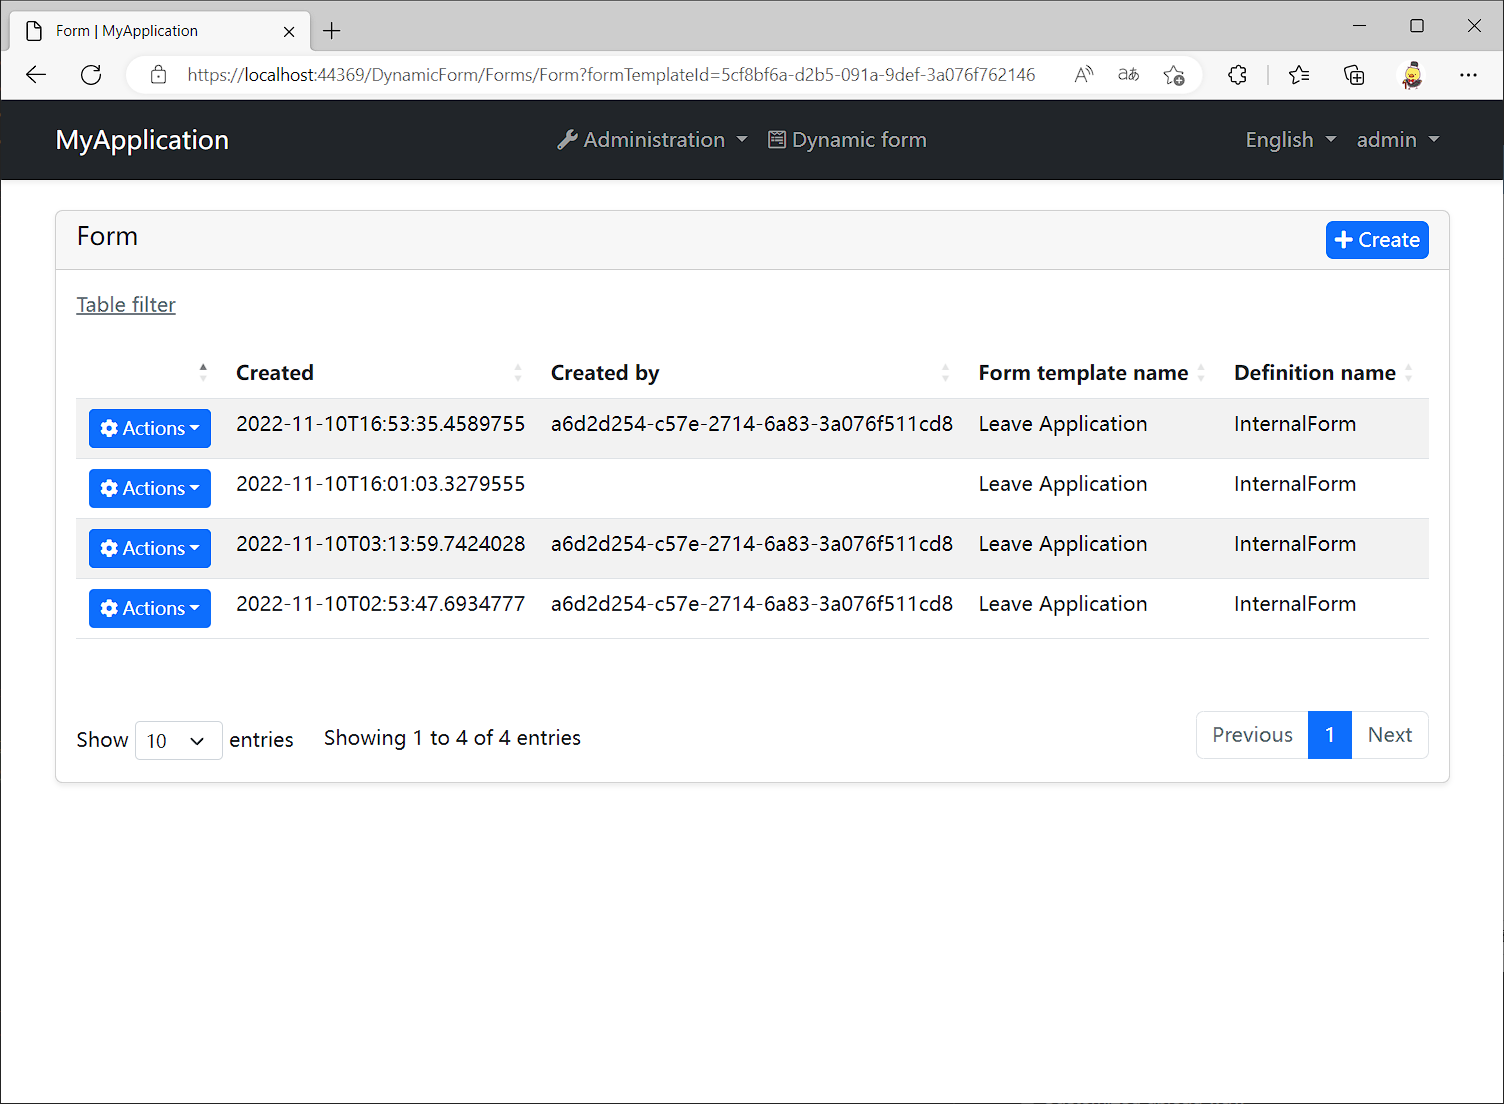 Form | MyApplication
https://localhost:44369/DynamicForm/Forms/Form?formTemplateId=5cf8bf6a-d2b5-091a-9def-3a076f762146
MyApplication Administration Dynamic form English admin
Form Create
Table filter
Created Created by Form template name Definition name
Actions 2022-11-10T16:53:35.4589755 a6d2d254-c57e-2714-6a83-3a076f511cd8 Leave Application InternalForm
Actions 2022-11-10T16:01:03.3279555 Leave Application InternalForm
Actions 2022-11-10T03:13:59.7424028 a6d2d254-c57e-2714-6a83-3a076f511cd8 Leave Application InternalForm
Actions 2022-11-10T02:53:47.6934777 a6d2d254-c57e-2714-6a83-3a076f511cd8 Leave Application InternalForm
Show 10 entries Showing 1 to 4 of 4 entries Previous 1 Next